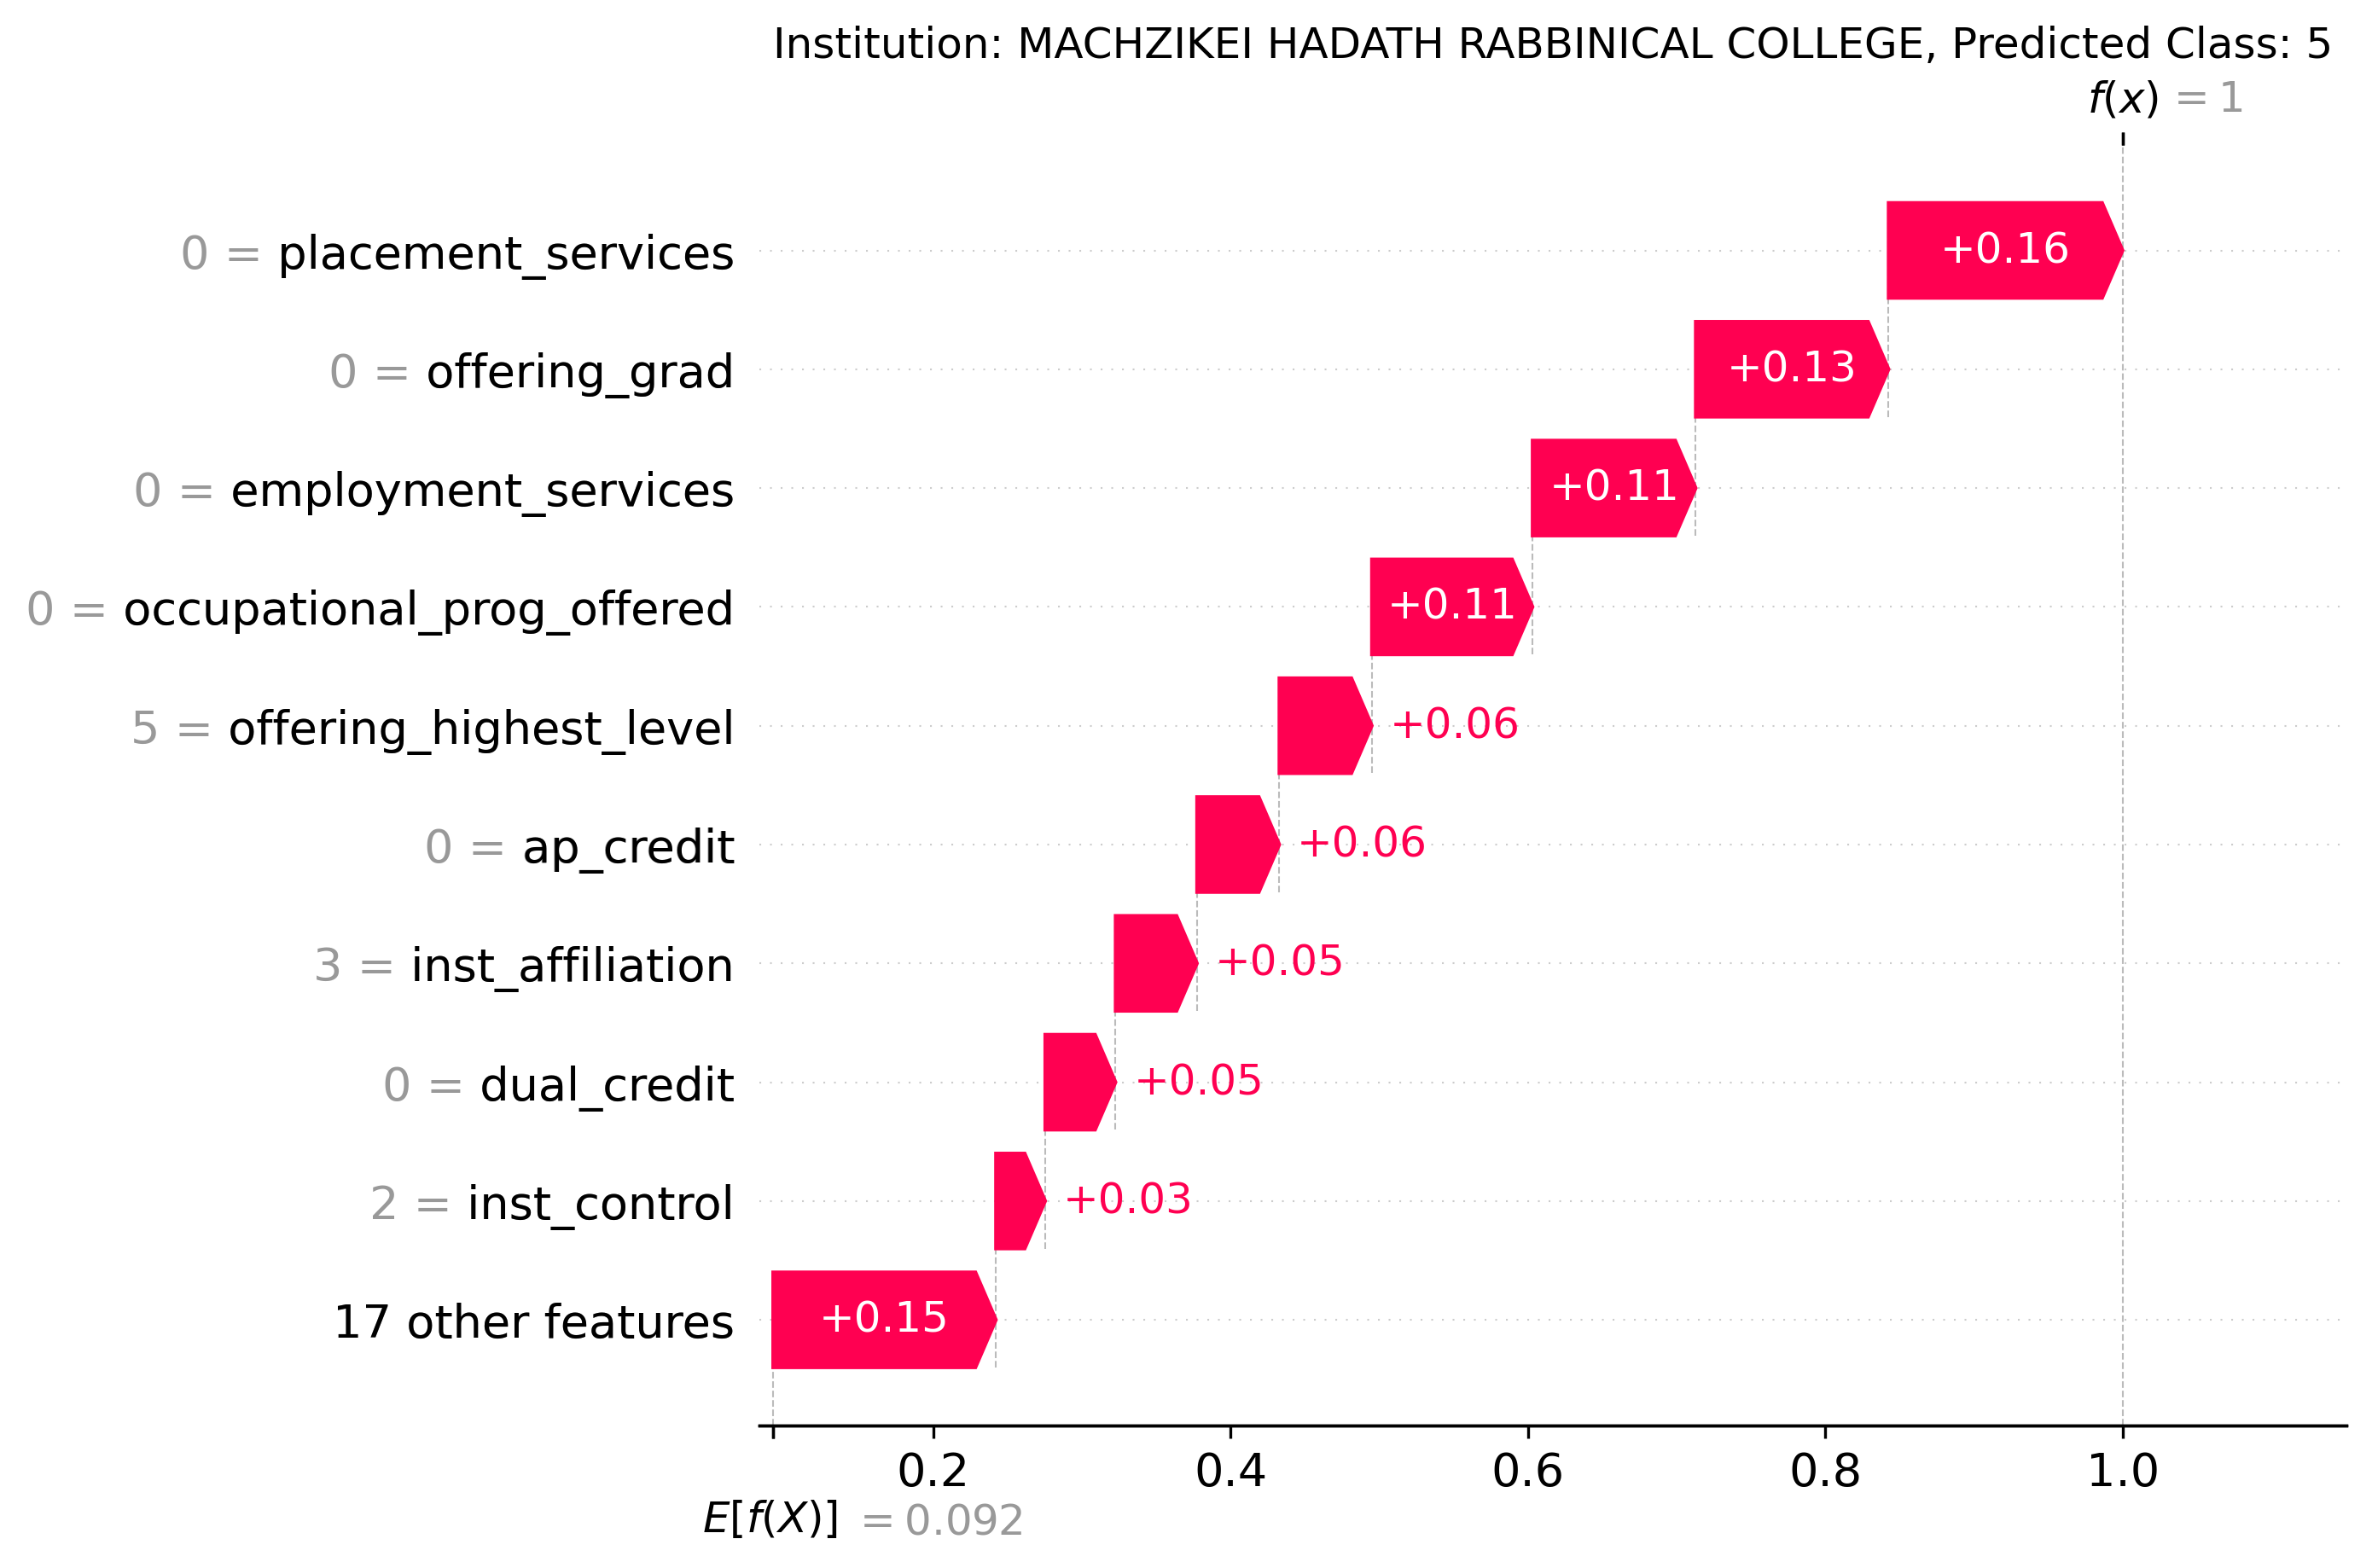 Institution: MACHZIKEI HADATH RABBINICAL COLLEGE, Predicted Class: 5
f(x) = 1
0 = placement_services +0.16
0 = offering_grad +0.13
0 = employment_services +0.11
0 = occupational_prog_offered +0.11
5 = offering_highest_level +0.06
0 = ap_credit +0.06
3 = inst_affiliation +0.05
0 = dual_credit +0.05
2 = inst_control +0.03
17 other features +0.15
0.2 0.4 0.6 0.8 1.0
E[f(X)] = 0.092